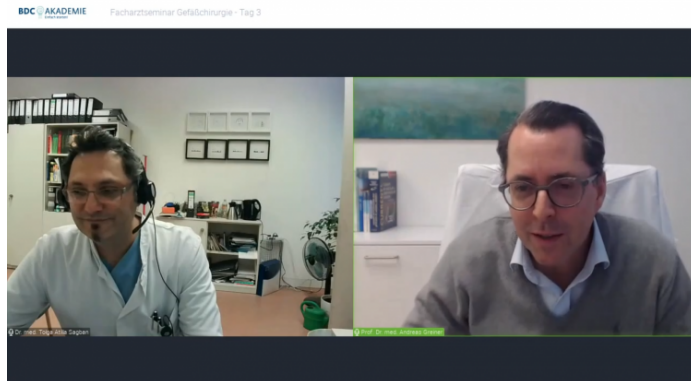 BDC AKADEMIE
Facharztseminar Gefäßchirurgie - Tag 3
Dr. med. Tolga Atilla Sagban
Prof. Dr. med. Andreas Greiner